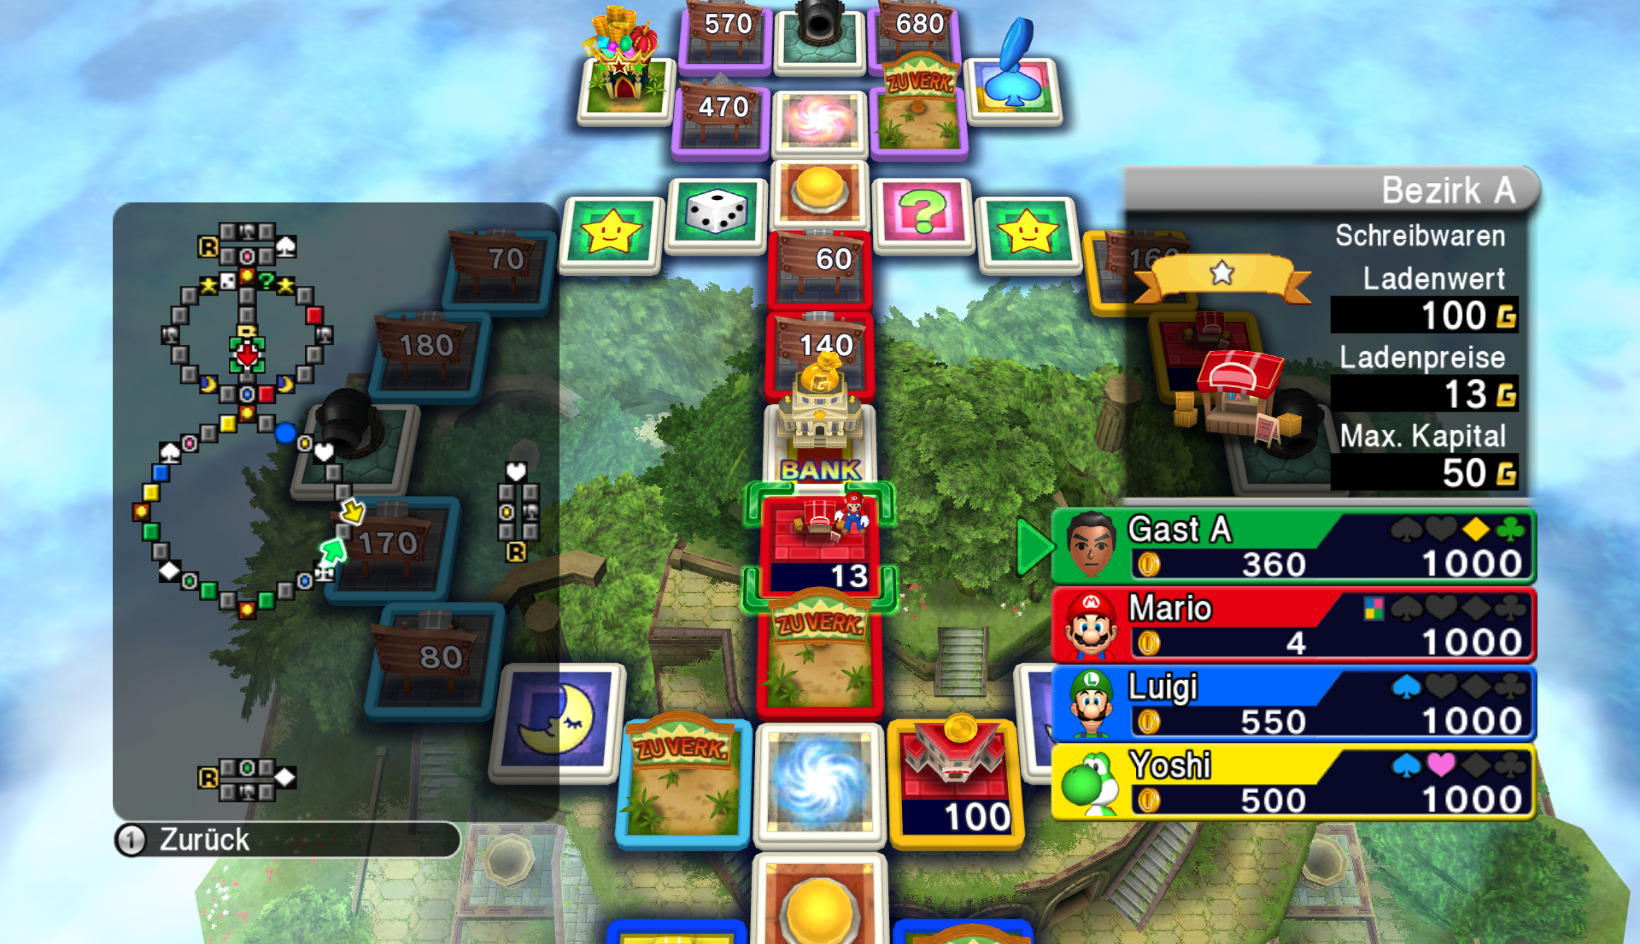 570
680
470
ZU VERK.
70
60
160
180
140
BANK
170
13
80
ZU VERK.
ZU VERK.
100
R
B
R
R
1 Zurück
Bezirk A
Schreibwaren
Ladenwert
100 G
Ladenpreise
13 G
Max. Kapital
50 G
Gast A
360 1000
Mario
4 1000
Luigi
550 1000
Yoshi
500 1000